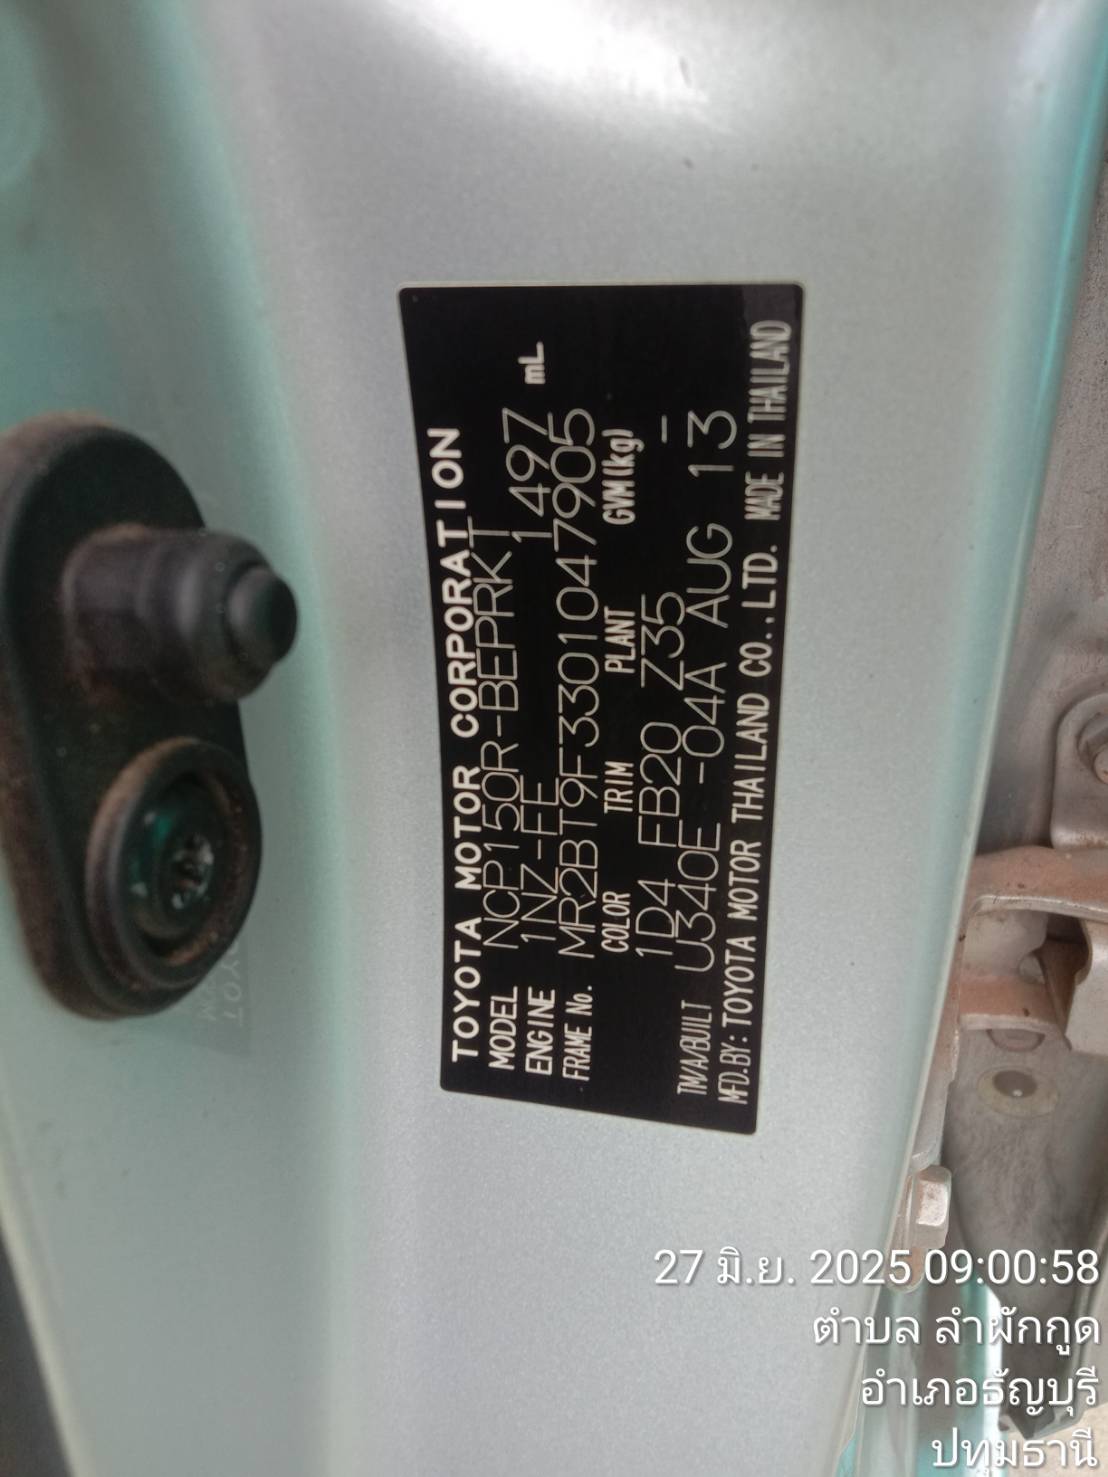 TOYOTA MOTOR CORPORATION
MODEL NCP150R-BEPRKT
ENGINE 1NZ-FE 1497 mL
FRAME No. MR2BT9F3301047905
COLOR TRIM PLANT GVM(kg)
1D4 FB20 Z35 —
TM/A/BUILT U340E -04A AUG 13
MFD.BY: TOYOTA MOTOR THAILAND CO.,LTD. MADE IN THAILAND
27 มิ.ย. 2025 09:00:58
ตำบล ลำผักกูด
อำเภอธัญบุรี
ปทุมธานี